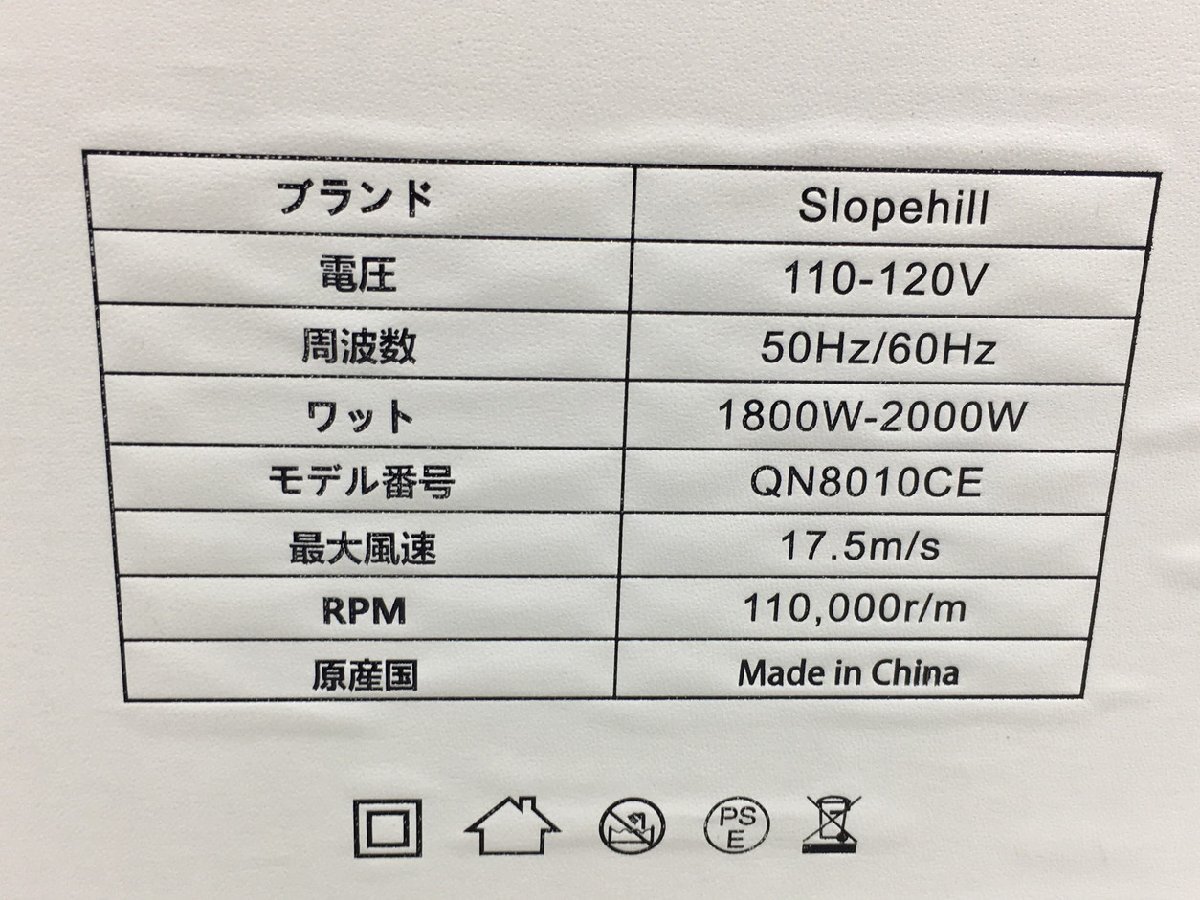 ブランド Slopehill
電圧 110-120V
周波数 50Hz/60Hz
ワット 1800W-2000W
モデル番号 QN8010CE
最大風速 17.5m/s
RPM 110,000r/m
原産国 Made in China
PS
E